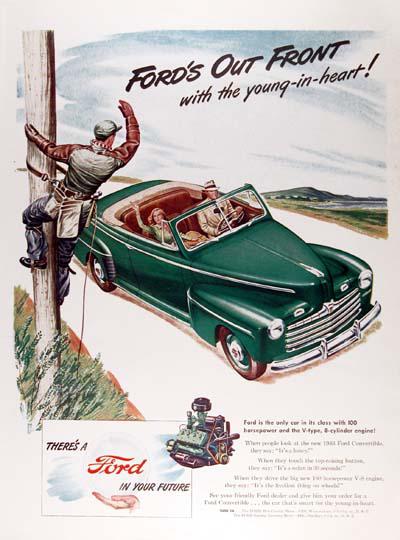 FORD'S OUT FRONT
with the young-in-heart!
Ford is the only car in its class with 100
horsepower and the V-type, 8-cylinder engine!
When people look at the new 1946 Ford Convertible,
they say: "It's a honey!"
When they touch the top-raising button,
they say: "It's a sedan in 30 seconds!"
When they drive the big new 100 horsepower V-8 engine,
they say: "It's the liveliest thing on wheels!"
See your friendly Ford dealer and give him your order for a
Ford Convertible . . . the car that's smart for the young-in-heart.
THERE'S A
Ford
IN YOUR FUTURE